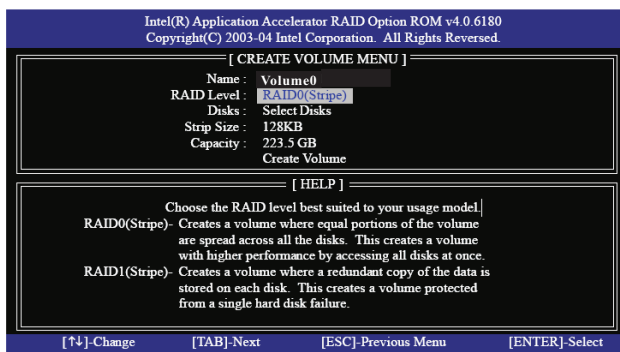 Intel(R) Application Accelerator RAID Option ROM v4.0.6180
Copyright(C) 2003-04 Intel Corporation. All Rights Reversed.
[ CREATE VOLUME MENU ]
Name : Volume0
RAID Level : RAID0(Stripe)
Disks : Select Disks
Strip Size : 128KB
Capacity : 223.5 GB
Create Volume
[ HELP ]
Choose the RAID level best suited to your usage model.
RAID0(Stripe)- Creates a volume where equal portions of the volume
are spread across all the disks. This creates a volume
with higher performance by accessing all disks at once.
RAID1(Stripe)- Creates a volume where a redundant copy of the data is
stored on each disk. This creates a volume protected
from a single hard disk failure.
[↑↓]-Change [TAB]-Next [ESC]-Previous Menu [ENTER]-Select